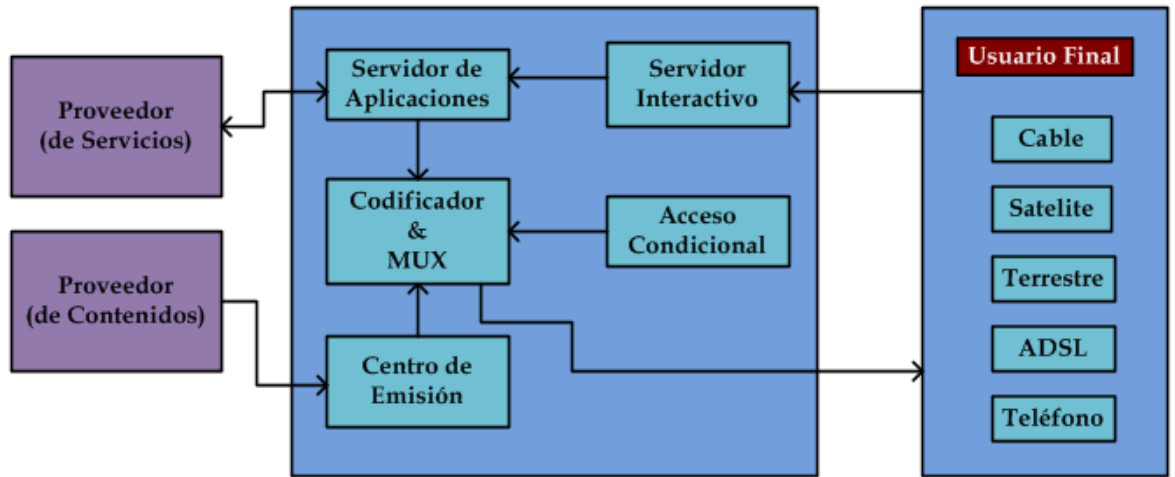 Proveedor
(de Servicios)
Proveedor
(de Contenidos)
Servidor de
Aplicaciones
Servidor
Interactivo
Codificador
&
MUX
Acceso
Condicional
Centro de
Emisión
Usuario Final
Cable
Satelite
Terrestre
ADSL
Teléfono